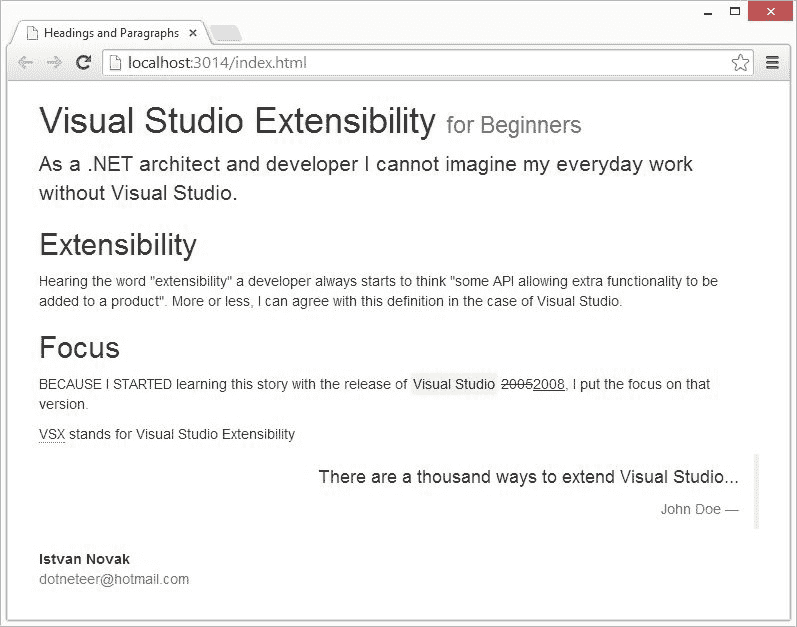 Headings and Paragraphs
localhost:3014/index.html
Visual Studio Extensibility for Beginners
As a .NET architect and developer I cannot imagine my everyday work
without Visual Studio.
Extensibility
Hearing the word "extensibility" a developer always starts to think "some API allowing extra functionality to be
added to a product". More or less, I can agree with this definition in the case of Visual Studio.
Focus
BECAUSE I STARTED learning this story with the release of Visual Studio 20052008, I put the focus on that
version.
VSX stands for Visual Studio Extensibility
There are a thousand ways to extend Visual Studio...
John Doe —
Istvan Novak
dotneteer@hotmail.com